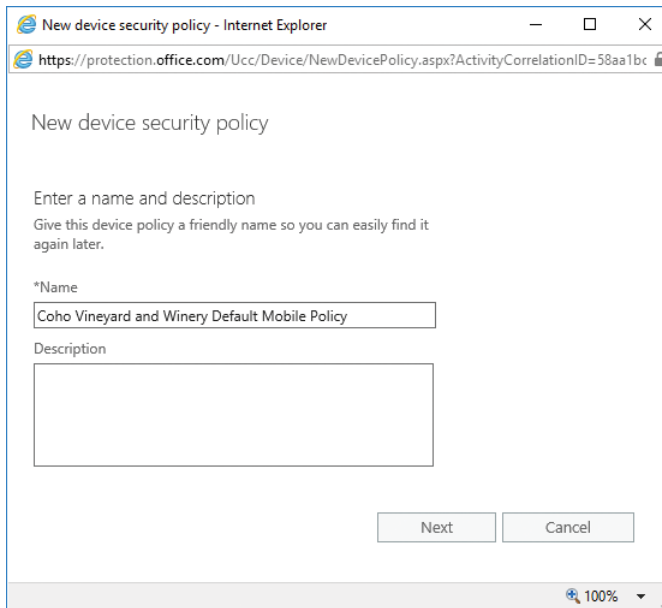 New device security policy - Internet Explorer
https://protection.office.com/Ucc/Device/NewDevicePolicy.aspx?ActivityCorrelationID=58aa1bc
New device security policy
Enter a name and description
Give this device policy a friendly name so you can easily find it
again later.
*Name
Coho Vineyard and Winery Default Mobile Policy
Description
Next Cancel
100%